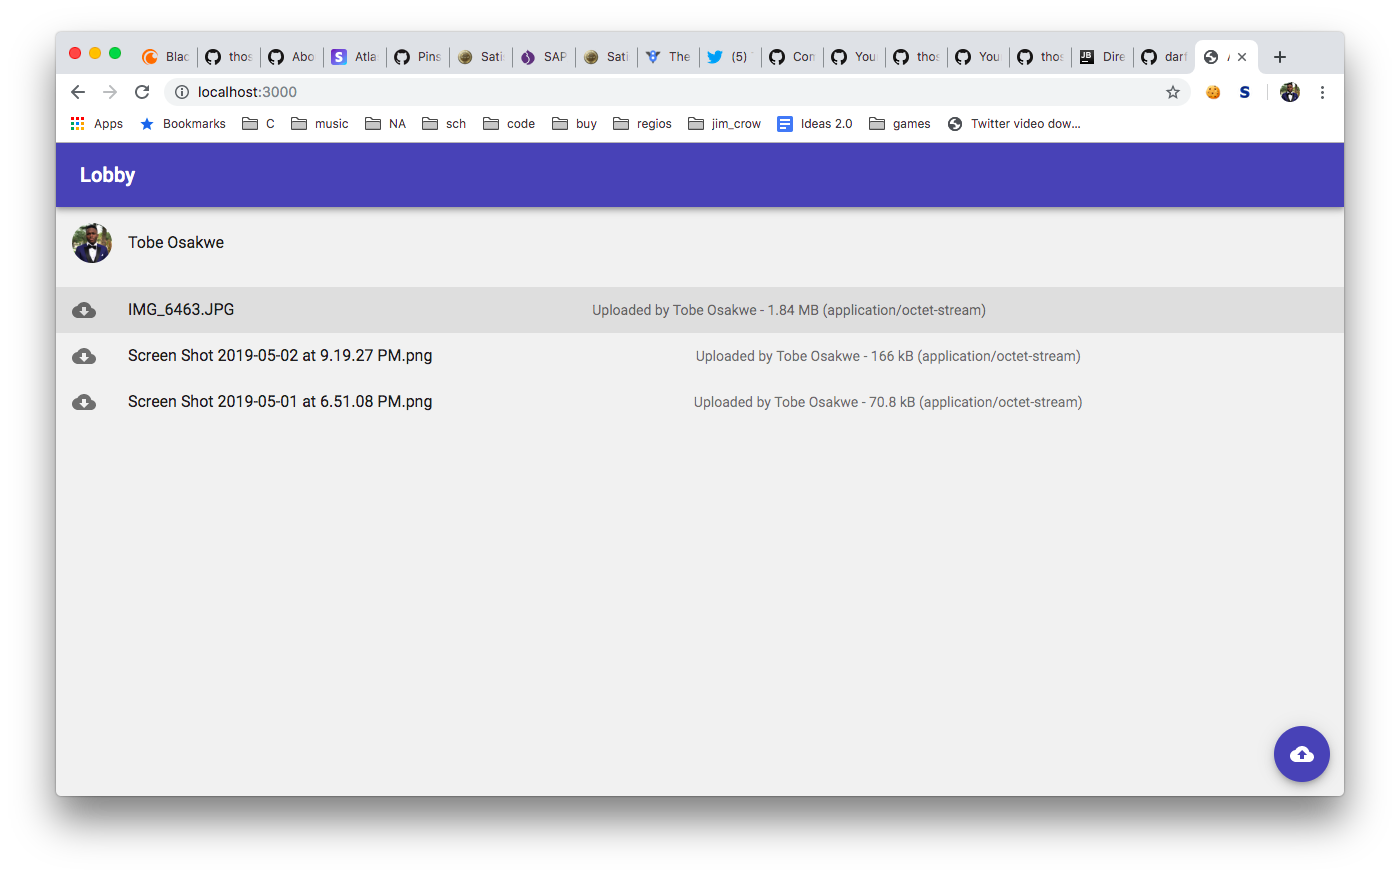 Blac thos Abo Atla Pins Sati SAP Sati The (5) Con You thos You thos JB Dire dart
localhost:3000 S
Apps Bookmarks C music NA sch code buy regios jim_crow Ideas 2.0 games Twitter video dow...
Lobby
Tobe Osakwe
IMG_6463.JPG Uploaded by Tobe Osakwe - 1.84 MB (application/octet-stream)
Screen Shot 2019-05-02 at 9.19.27 PM.png Uploaded by Tobe Osakwe - 166 kB (application/octet-stream)
Screen Shot 2019-05-01 at 6.51.08 PM.png Uploaded by Tobe Osakwe - 70.8 kB (application/octet-stream)